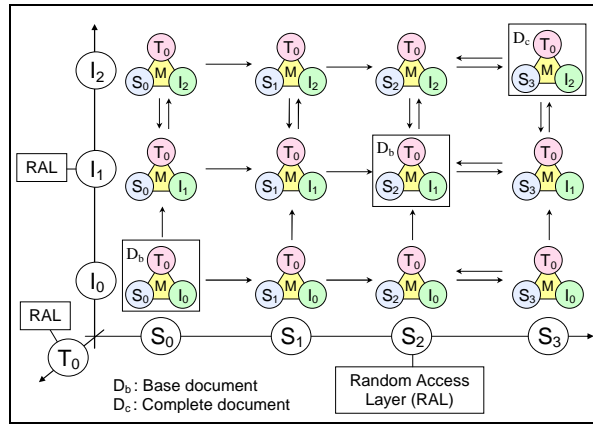 I2
T0 M S0 I2
T0 M S1 I2
T0 M S2 I2
Dc T0 M S3 I2
RAL
I1
T0 M S0 I1
T0 M S1 I1
Db T0 M S2 I1
T0 M S3 I1
I0
Db T0 M S0 I0
T0 M S1 I0
T0 M S2 I0
T0 M S3 I0
RAL
T0
S0
S1
S2
S3
Db : Base document
Dc : Complete document
Random Access
Layer (RAL)